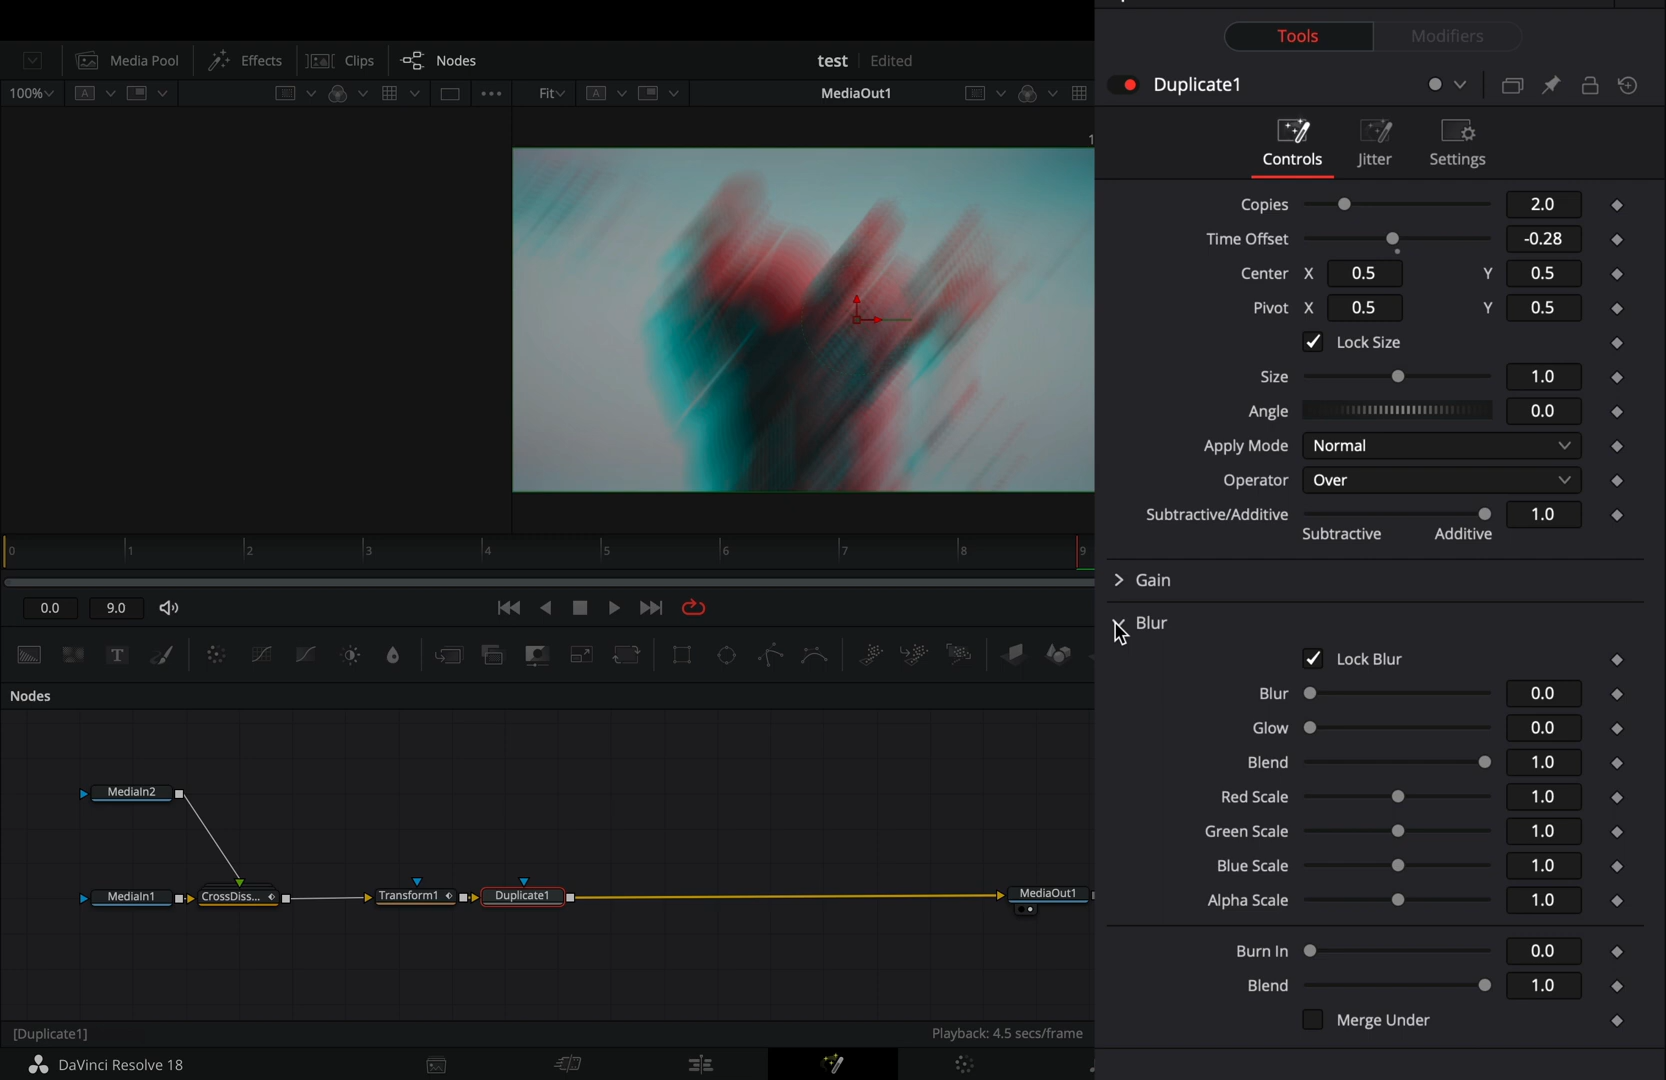 Media Pool Effects Clips Nodes test Edited
100% A Fit A MediaOut1
1
0 1 2 3 4 5 6 7 8 9
0.0 9.0
T
Nodes
MediaIn2
MediaIn1 CrossDiss... Transform1 Duplicate1 MediaOut1
[Duplicate1] Playback: 4.5 secs/frame
DaVinci Resolve 18
Tools Modifiers
Duplicate1
Controls Jitter Settings
Copies 2.0
Time Offset -0.28
Center X 0.5 Y 0.5
Pivot X 0.5 Y 0.5
Lock Size
Size 1.0
Angle 0.0
Apply Mode Normal
Operator Over
Subtractive/Additive 1.0
Subtractive Additive
Gain
Blur
Lock Blur
Blur 0.0
Glow 0.0
Blend 1.0
Red Scale 1.0
Green Scale 1.0
Blue Scale 1.0
Alpha Scale 1.0
Burn In 0.0
Blend 1.0
Merge Under